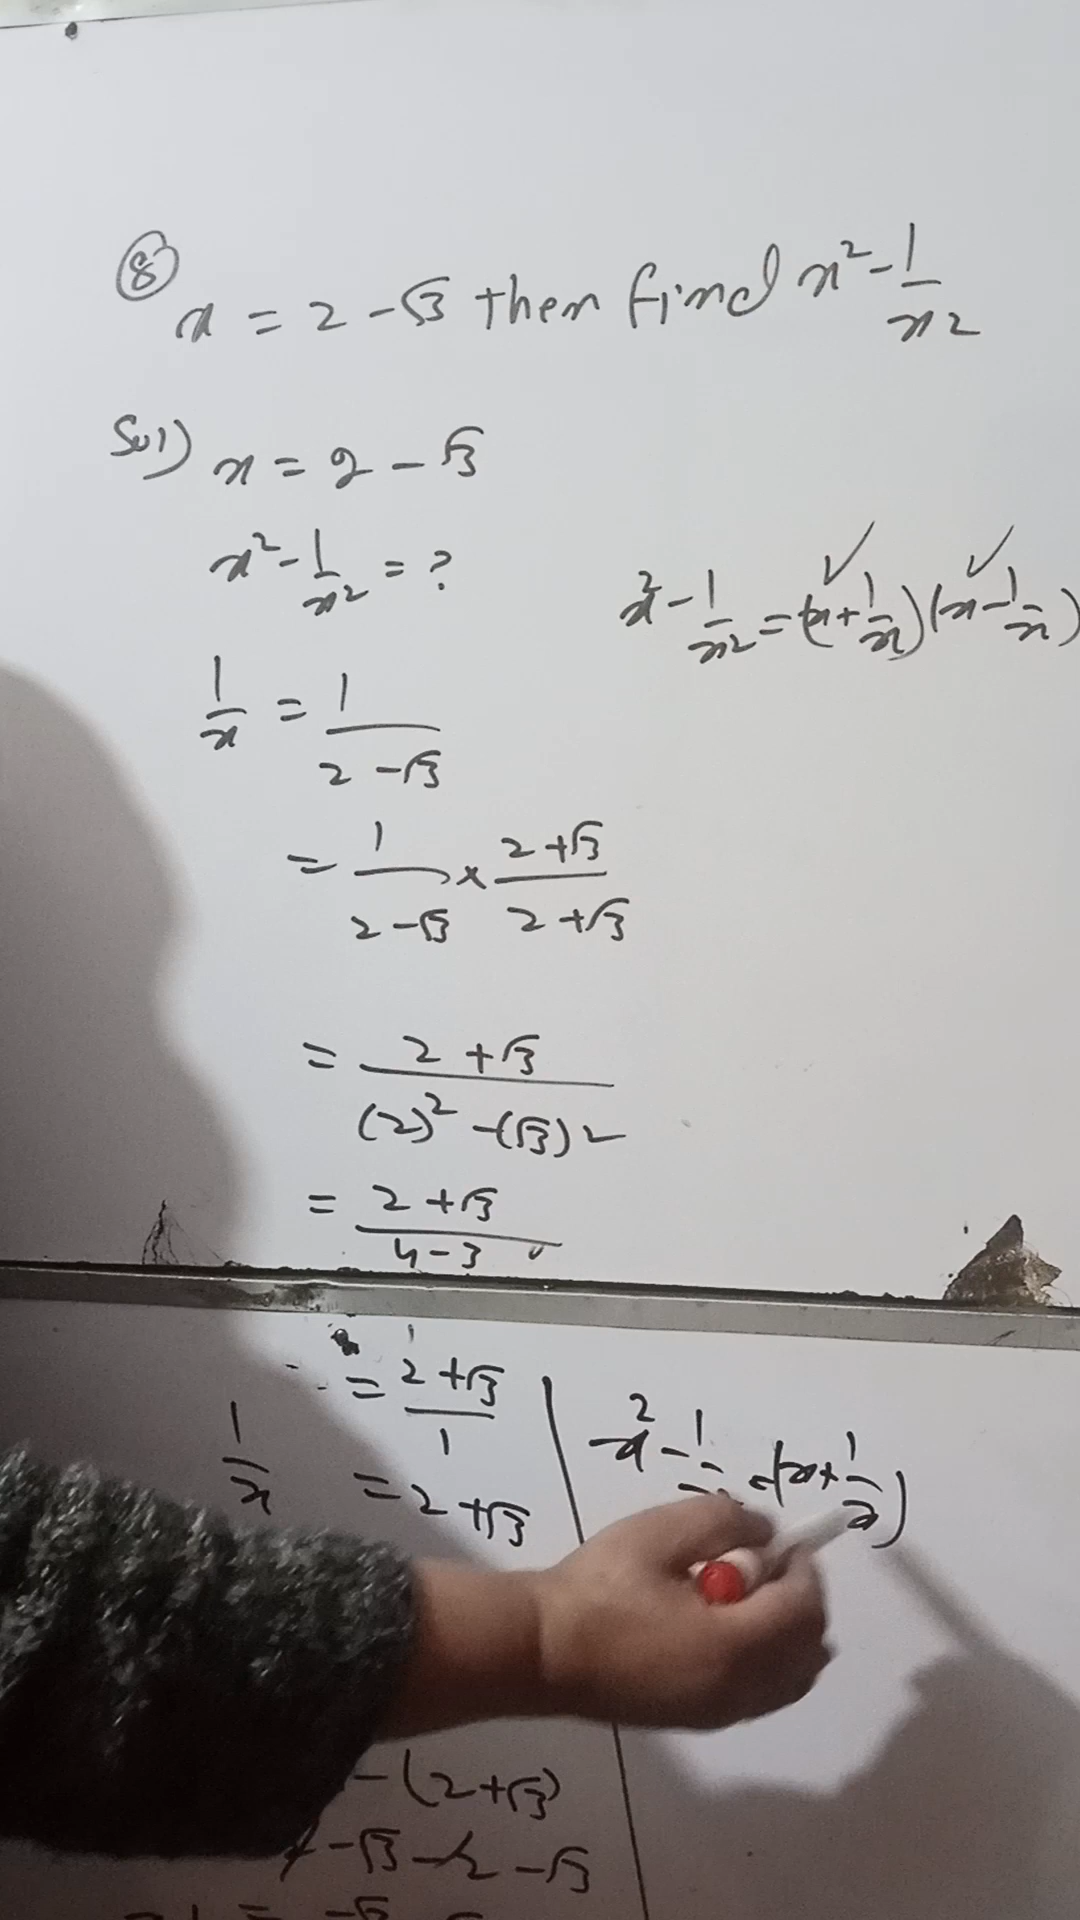 ⑧
x = 2 - √3 then find x² - 1/x²
Sol) x = 2 - √3
x² - 1/x² = ?
x² - 1/x² = (x + 1/x)(x - 1/x)
1/x = 1/(2 - √3)
= 1/(2 - √3) × (2 + √3)/(2 + √3)
= (2 + √3)/((2)² - (√3)²)
= (2 + √3)/(4 - 3)
= (2 + √3)/1
1/x = 2 + √3
x² - 1/ = (x + 1/x)
- (2 + √3)
2 - √3 - 2 - √3
= - √3